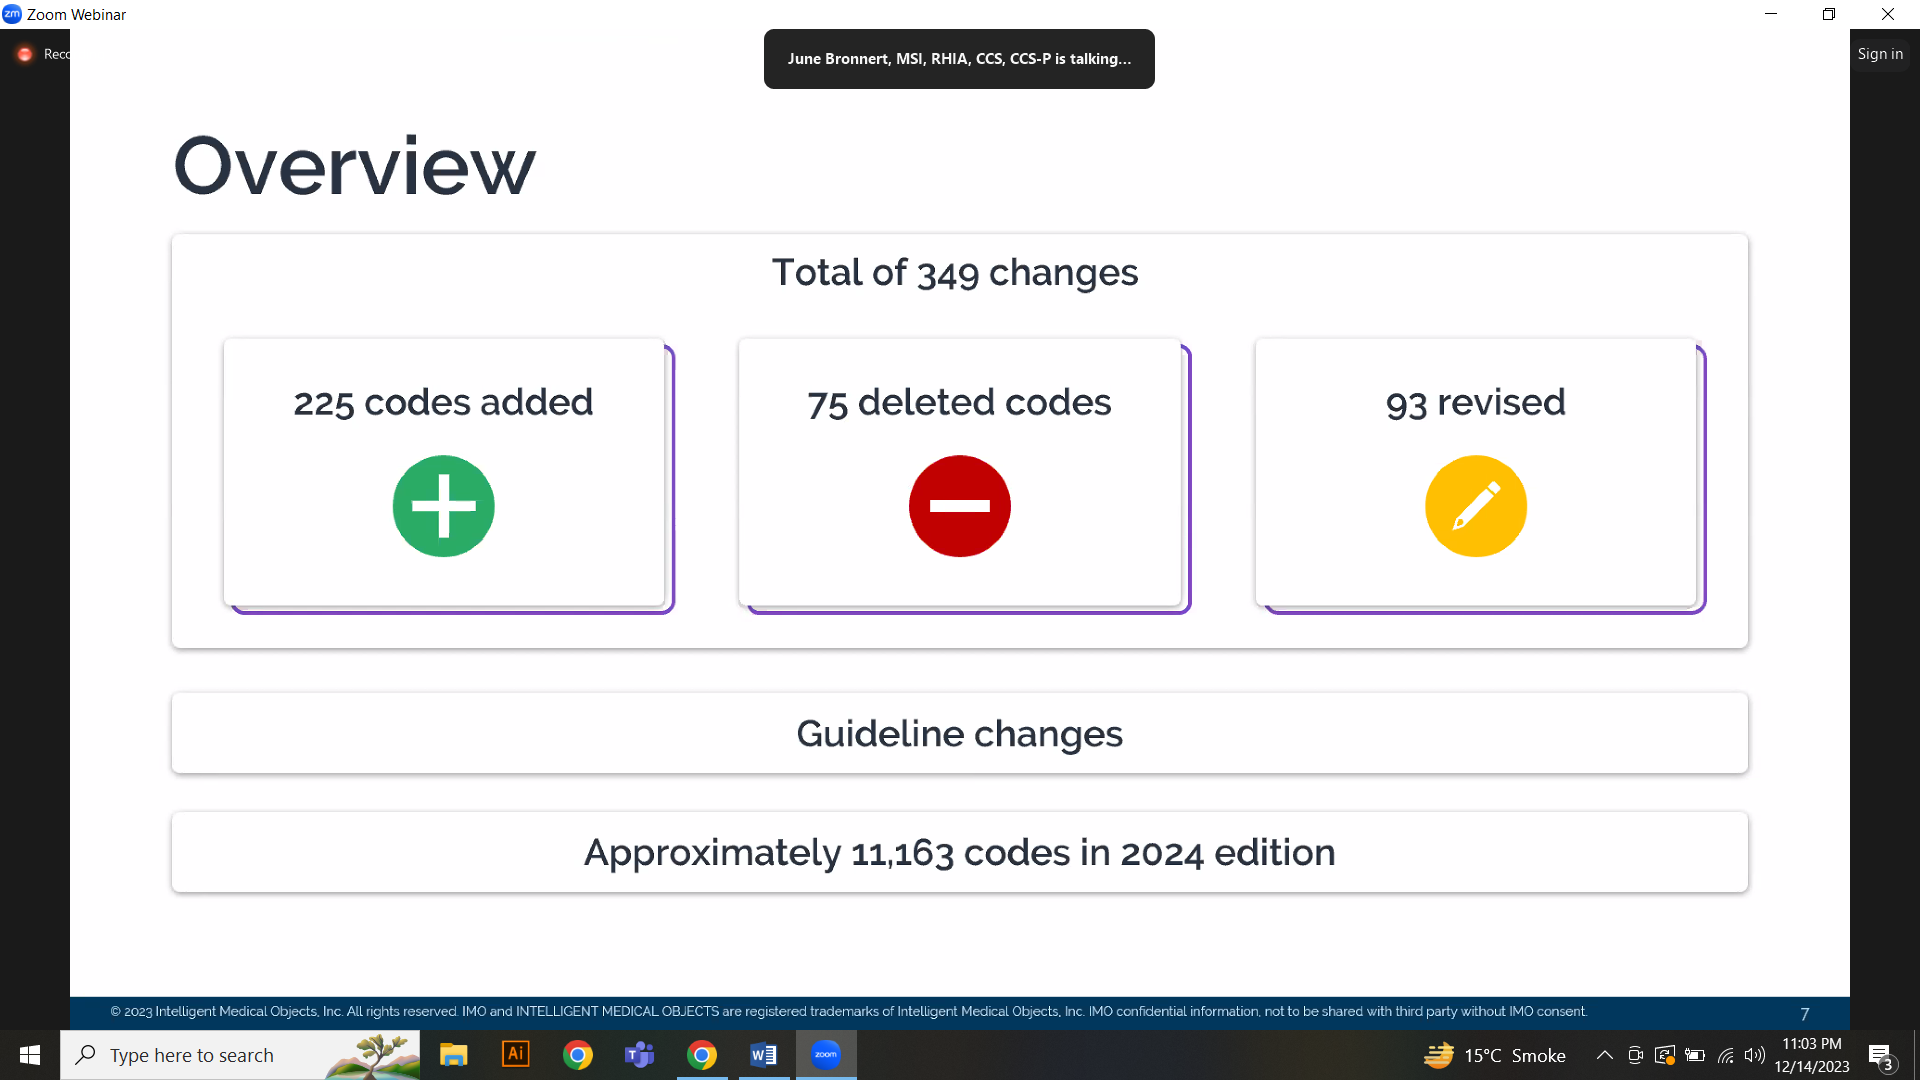 zm Zoom Webinar
Reco
June Bronnert, MSI, RHIA, CCS, CCS-P is talking...
Sign in
Overview
Total of 349 changes
225 codes added
75 deleted codes
93 revised
Guideline changes
Approximately 11,163 codes in 2024 edition
© 2023 Intelligent Medical Objects, Inc. All rights reserved. IMO and INTELLIGENT MEDICAL OBJECTS are registered trademarks of Intelligent Medical Objects, Inc. IMO confidential information, not to be shared with third party without IMO consent.
7
Type here to search
Ai
T
W
zoom
15°C Smoke
11:03 PM
12/14/2023
3